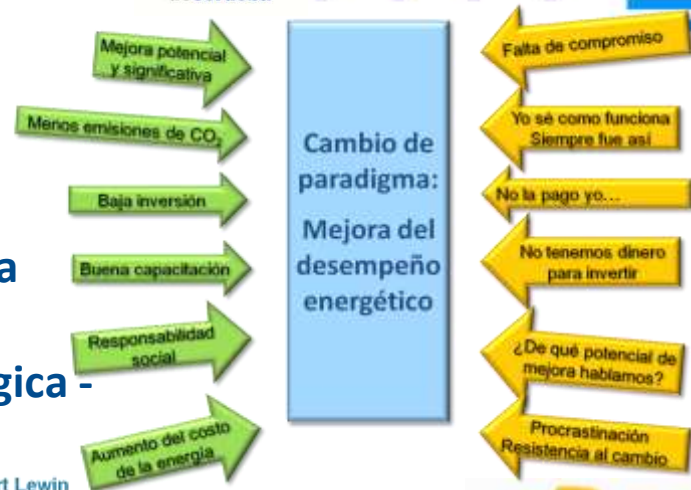 Mejora potencial
y significativa
Menos emisiones de CO₂
Baja inversión
Buena capacitación
Responsabilidad
social
Aumento del costo
de la energía
Cambio de
paradigma:
Mejora del
desempeño
energético
Falta de compromiso
Yo sé como funciona
Siempre fue así
No la pago yo...
No tenemos dinero
para invertir
¿De qué potencial de
mejora hablamos?
Procrastinación
Resistencia al cambio
a
gica -
rt Lewin